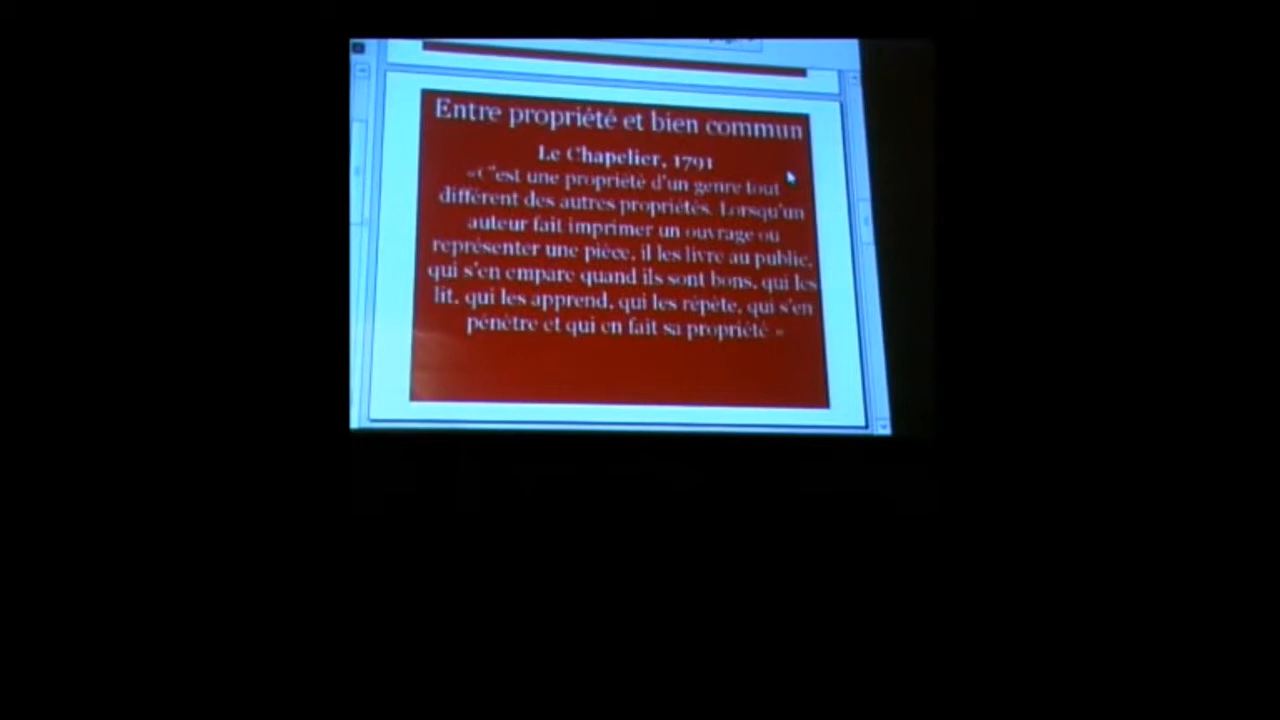 Entre propriété et bien commun
Le Chapelier, 1791
«C'est une propriété d'un genre tout
différent des autres propriétés. Lorsqu'un
auteur fait imprimer un ouvrage ou
représenter une pièce, il les livre au public,
qui s'en empare quand ils sont bons, qui les
lit, qui les apprend, qui les répète, qui s'en
pénètre et qui en fait sa propriété »